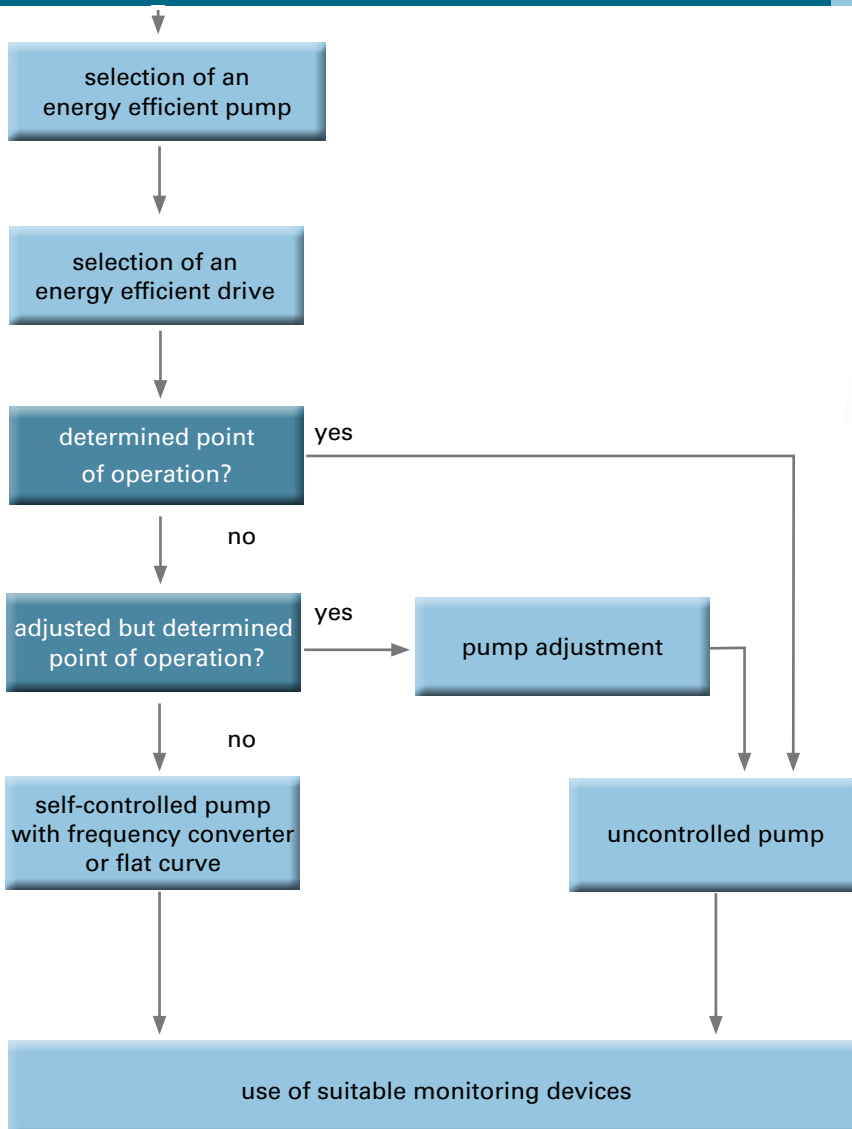 selection of an
energy efficient pump
selection of an
energy efficient drive
determined point
of operation?
yes
no
adjusted but determined
point of operation?
yes
pump adjustment
no
self-controlled pump
with frequency converter
or flat curve
uncontrolled pump
use of suitable monitoring devices